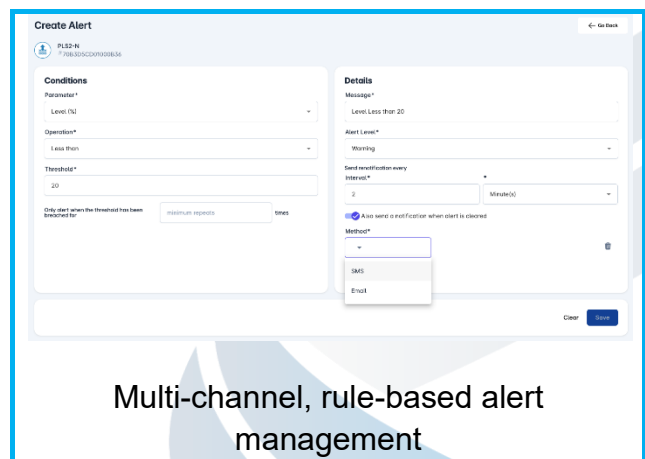 Create Alert
← Go Back
PLS2-N
Conditions
Parameter*
Level (%)
Operation*
Less than
Threshold*
20
Only alert when the threshold has been
breached for
minimum repeats
times
Details
Message*
Level Less than 20
Alert Level*
Warning
Send renotification every
Interval*
*
2
Minute(s)
Also send a notification when alert is cleared
Method*
SMS
Email
Clear
Save
Multi-channel, rule-based alert
management